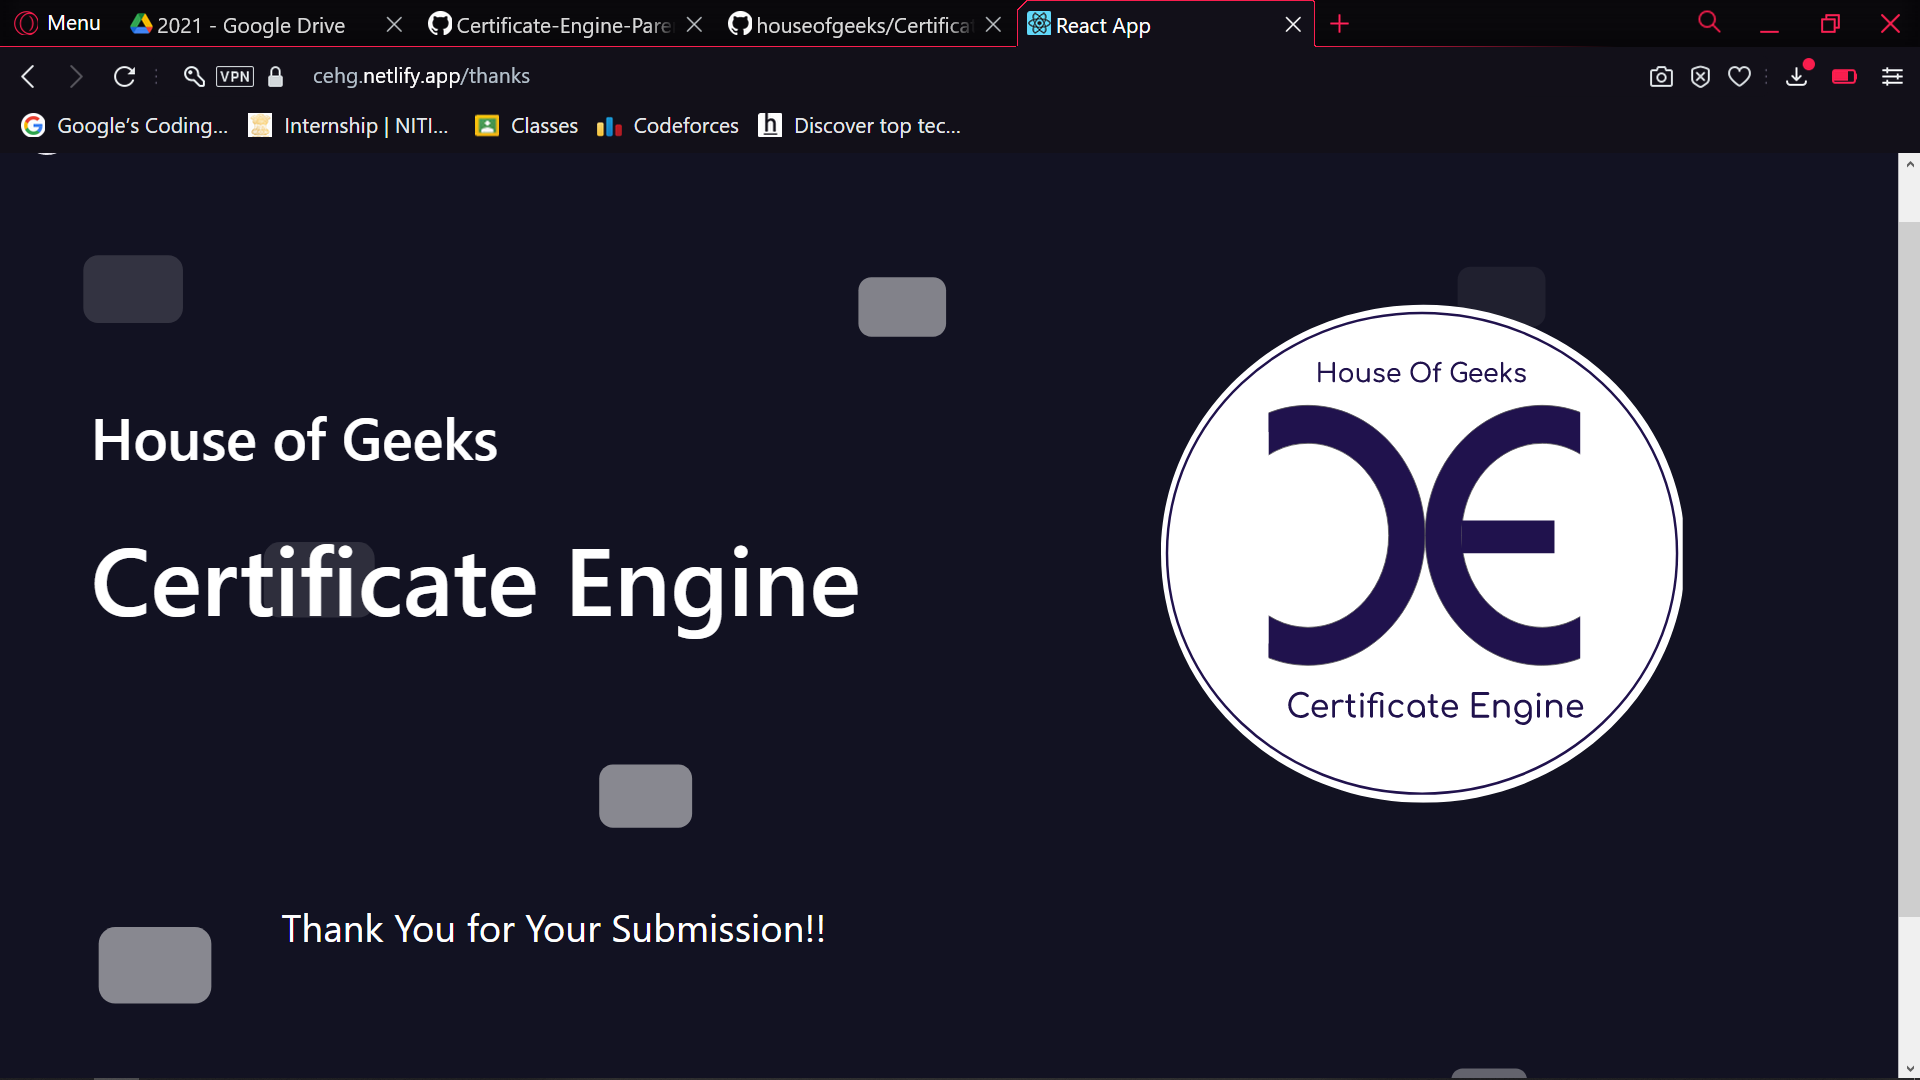 Menu
2021 - Google Drive
Certificate-Engine-Pare
houseofgeeks/Certifica
React App
VPN
cehg.netlify.app/thanks
Google's Coding...
Internship | NITI...
Classes
Codeforces
h
Discover top tec...
House of Geeks
Certificate Engine
Thank You for Your Submission!!
House Of Geeks
CE
Certificate Engine